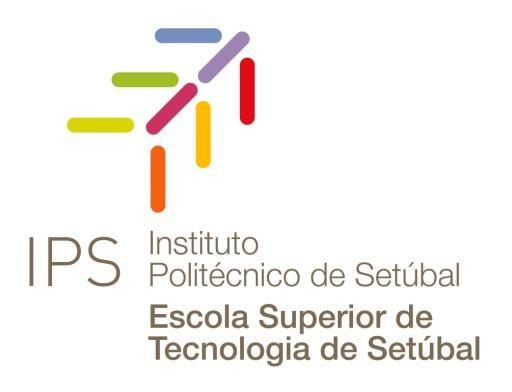 IPS
Instituto
Politécnico de Setúbal
Escola Superior de
Tecnologia de Setúbal